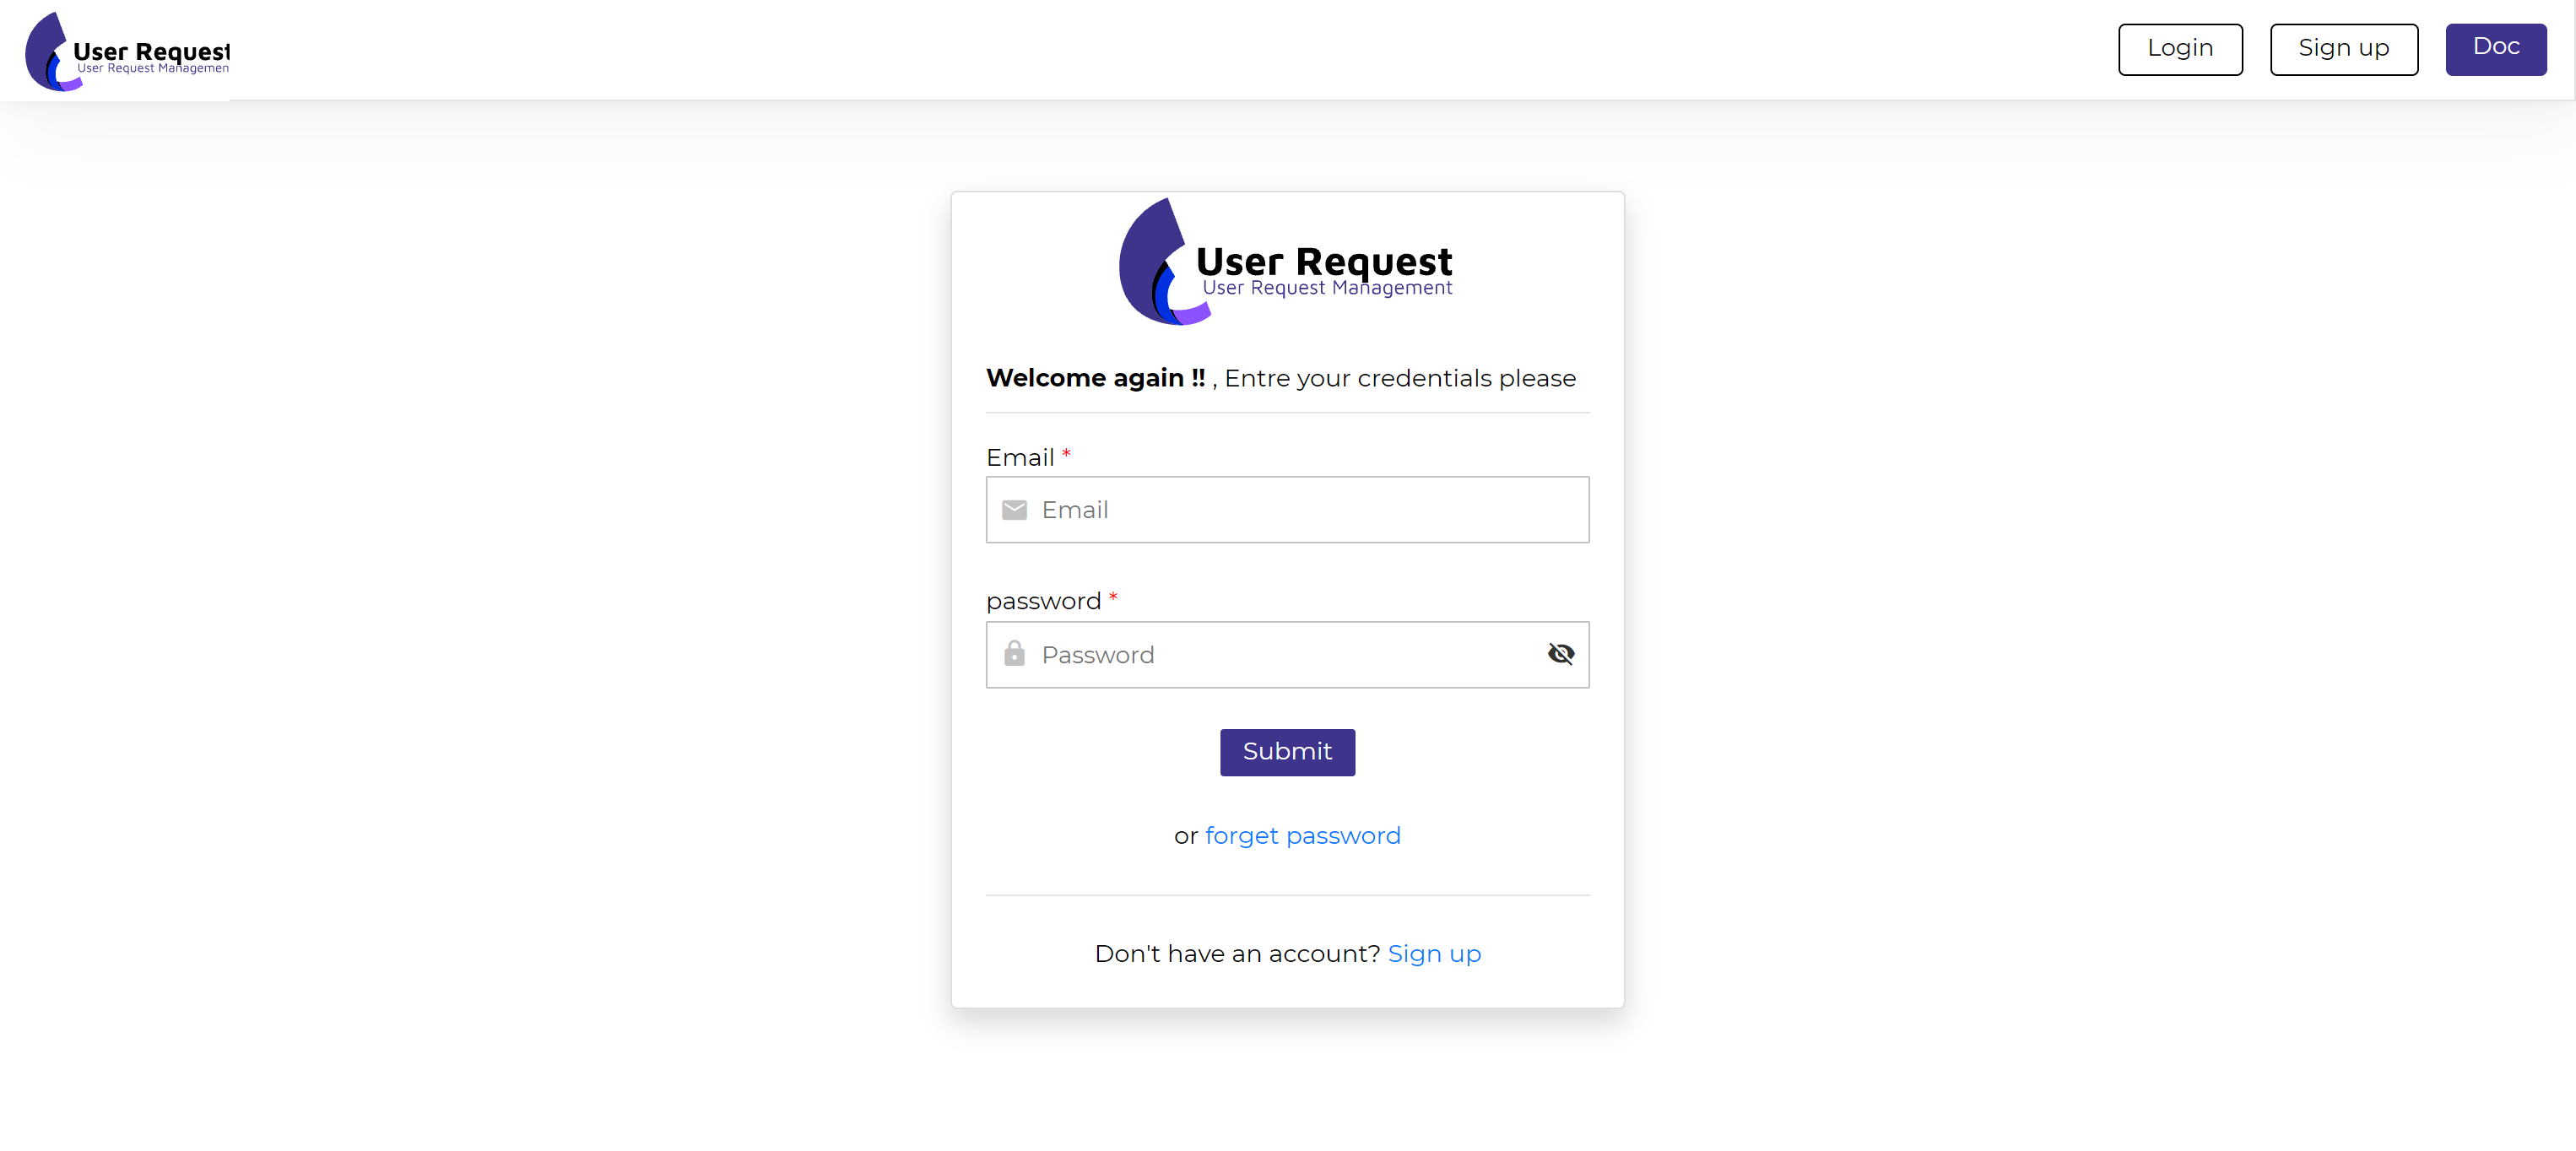 User Request
User Request Managemen
Login
Sign up
Doc
User Request
User Request Management
Welcome again !! , Entre your credentials please
Email *
Email
password *
Password
Submit
or forget password
Don't have an account? Sign up